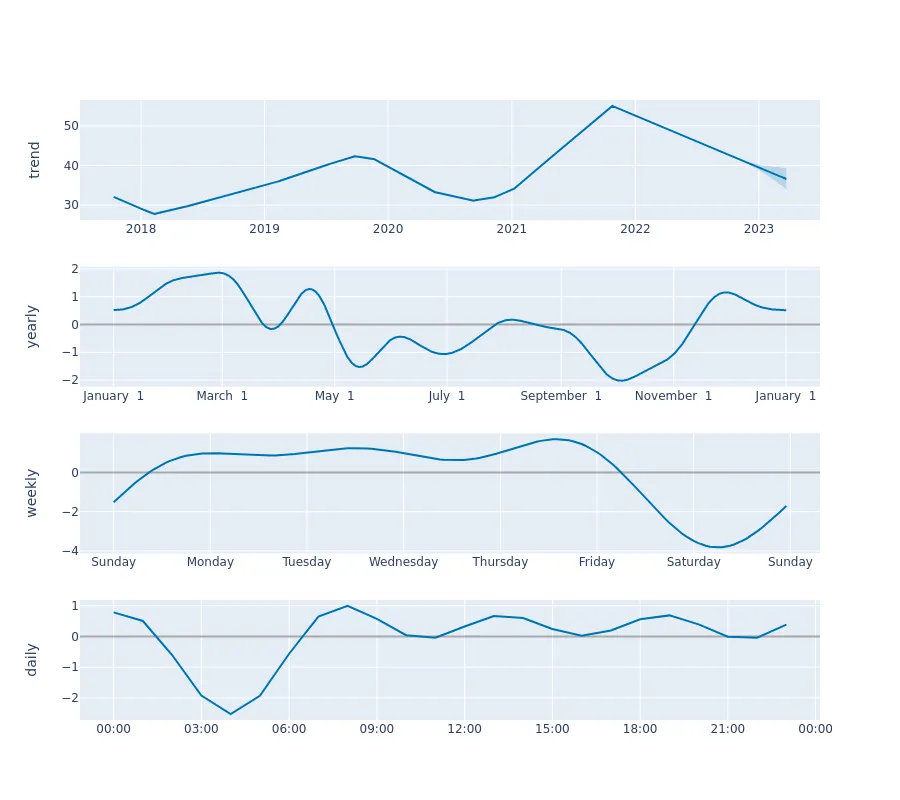 trend
50
40
30
2018 2019 2020 2021 2022 2023
yearly
2
1
0
−1
−2
January 1 March 1 May 1 July 1 September 1 November 1 January 1
weekly
0
−2
−4
Sunday Monday Tuesday Wednesday Thursday Friday Saturday Sunday
daily
1
0
−1
−2
00:00 03:00 06:00 09:00 12:00 15:00 18:00 21:00 00:00